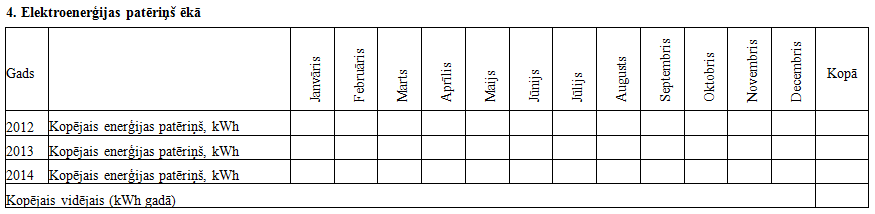 4. Elektroenerģijas patēriņš ēkā
Gads Janvāris Februāris Marts Aprīlis Maijs Jūnijs Jūlijs Augusts Septembris Oktobris Novembris Decembris Kopā
2012 Kopējais enerģijas patēriņš, kWh
2013 Kopējais enerģijas patēriņš, kWh
2014 Kopējais enerģijas patēriņš, kWh
Kopējais vidējais (kWh gadā)